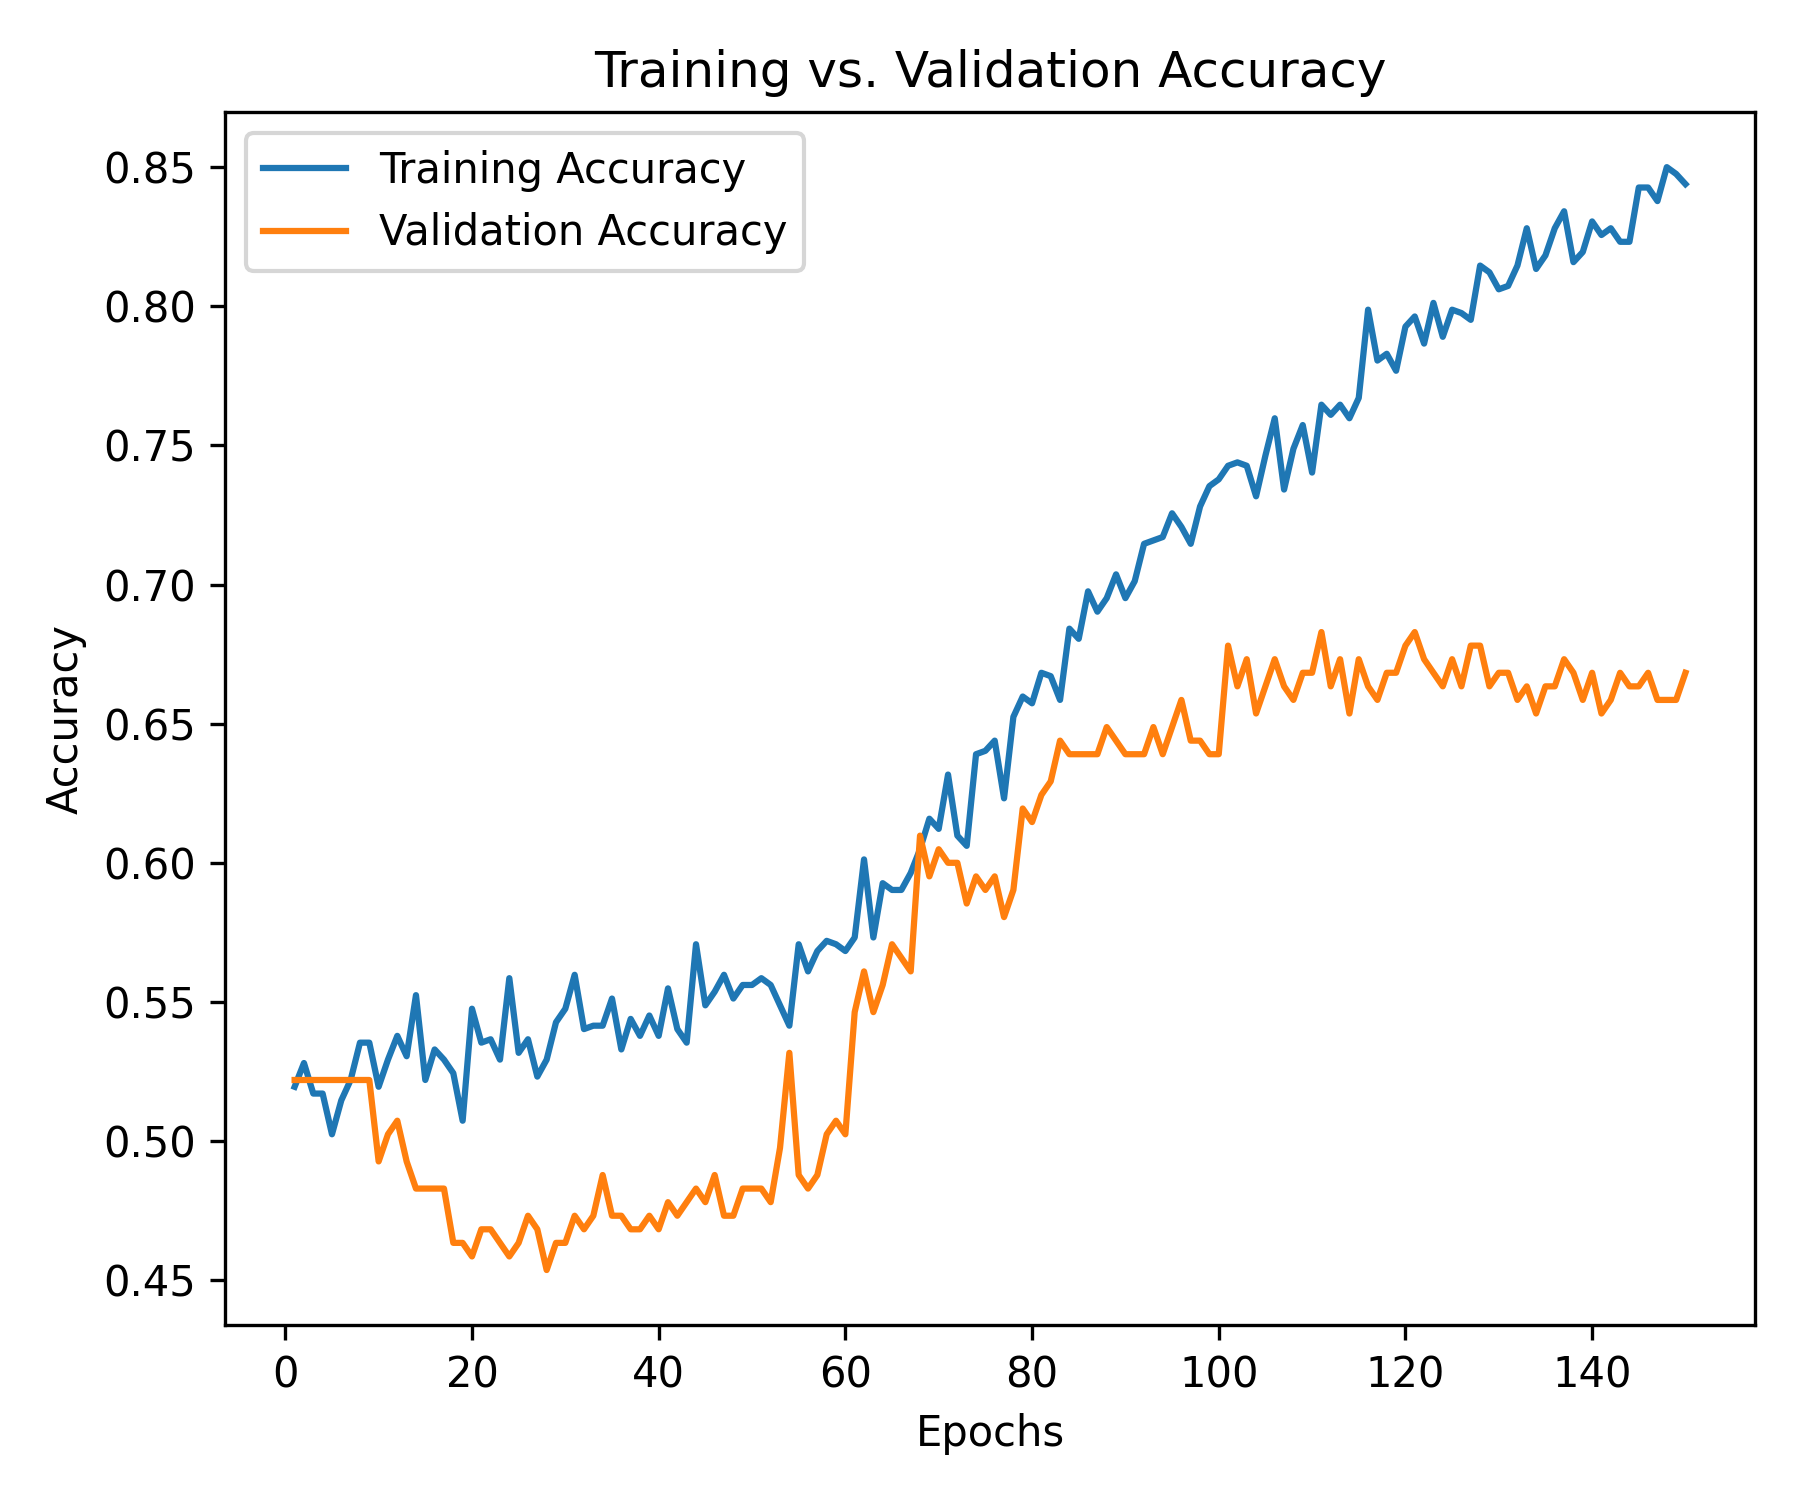 Training vs. Validation Accuracy
Training Accuracy
Validation Accuracy
0.85
0.80
0.75
0.70
0.65
0.60
0.55
0.50
0.45
Accuracy
0 20 40 60 80 100 120 140
Epochs